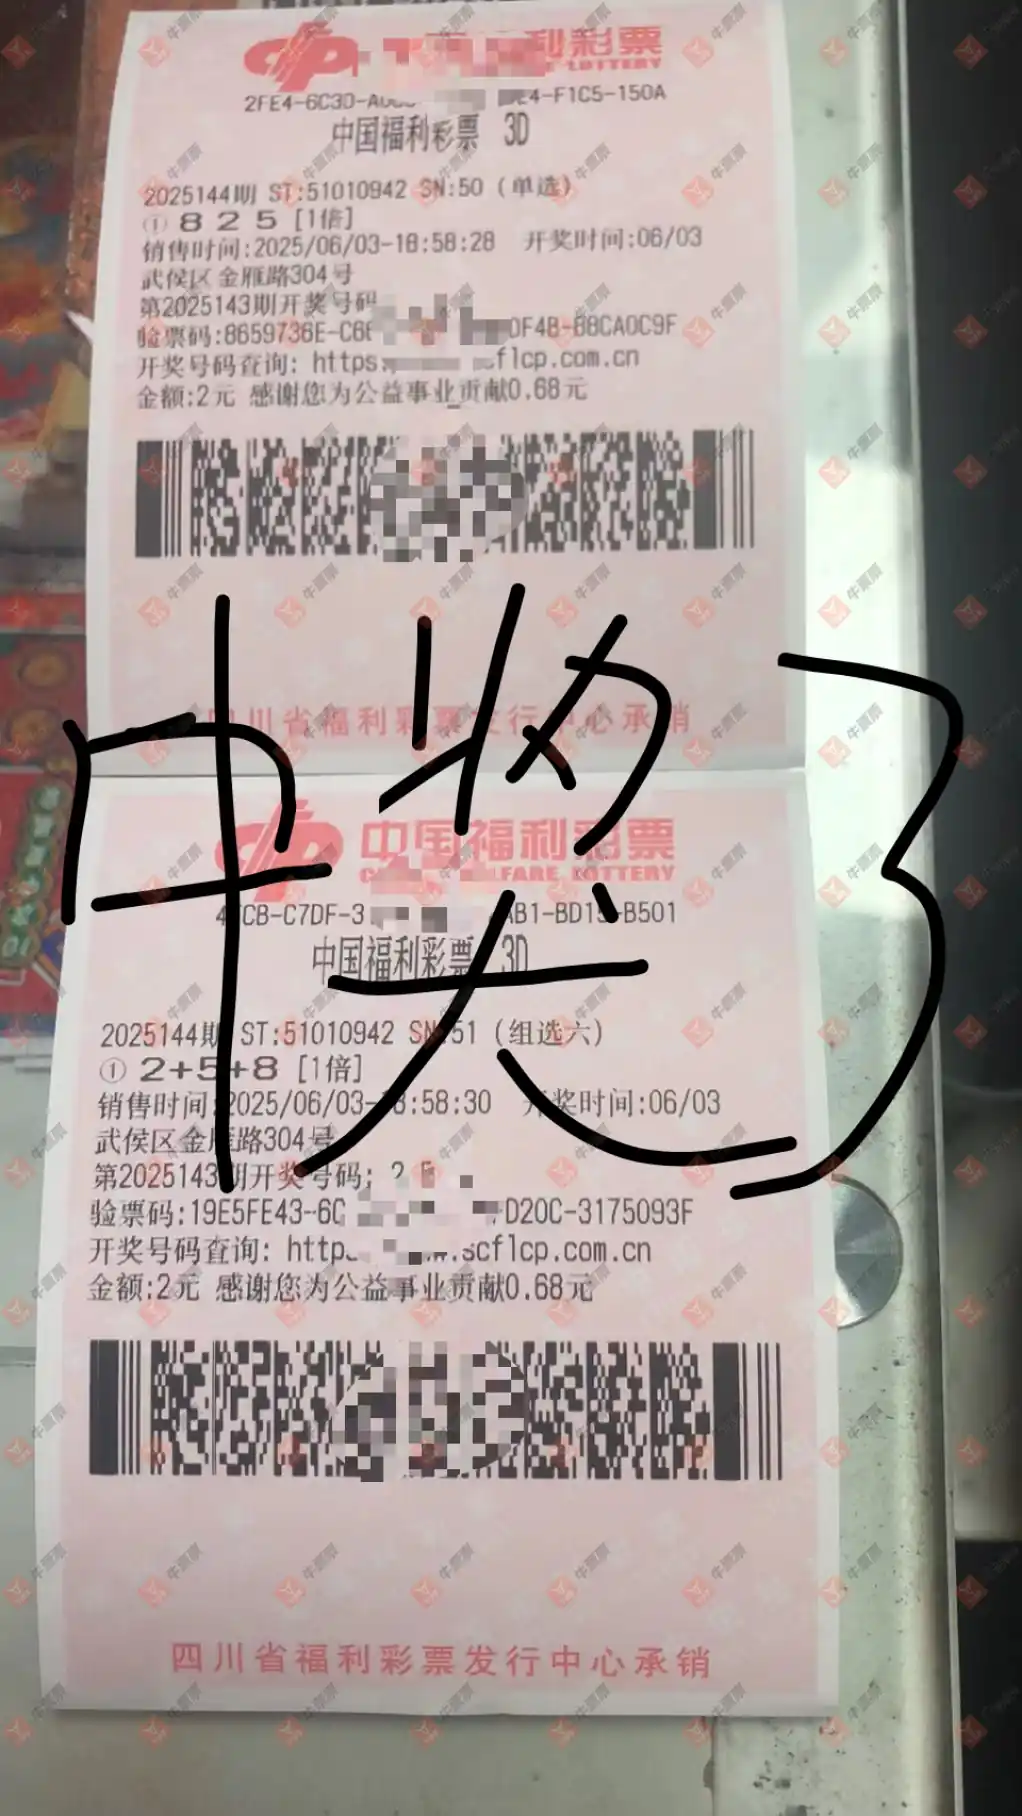 利彩票
LOTTERY
2FE4-6C3D-A0 E4-F1C5-150A
中国福利彩票 3D
2025144期 ST:51010942 SN:50 (单选)
① 8 2 5 [1倍]
销售时间:2025/06/03-18:58:28 开奖时间:06/03
武侯区金雁路304号
第2025143期开奖号码
验票码:8659736E-C6 DF4B-B8CA0C9F
开奖号码查询: https: flcp.com.cn
金额:2元 感谢您为公益事业贡献0.68元
四川省福利彩票发行中心承销
中奖了
中国福利彩票
LFARE LOTTERY
CB-C7DF-3 AB1-BD1 -B501
中国福利彩票 3D
2025144期 ST:51010942 SN:51 (组选六)
① 2+5+8 [1倍]
销售时间:2025/06/03-18:58:30 开奖时间:06/03
武侯区金雁路304号
第2025143期开奖号码: 2
验票码:19E5FE43-6C D20C-3175093F
开奖号码查询: http .scflcp.com.cn
金额:2元 感谢您为公益事业贡献0.68元
四川省福利彩票发行中心承销